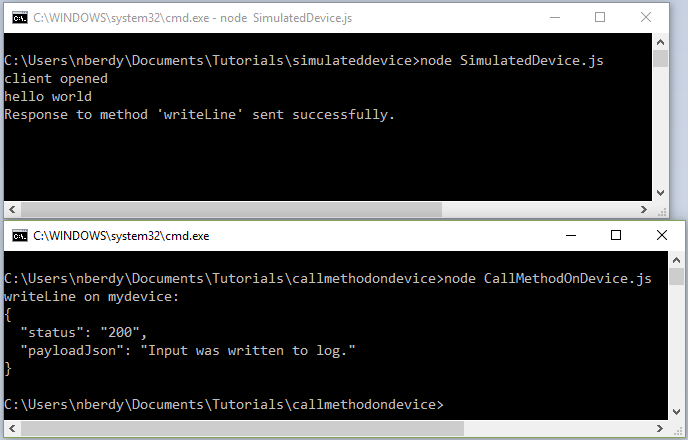 C:\WINDOWS\system32\cmd.exe - node  SimulatedDevice.js
C:\Users\nberdy\Documents\Tutorials\simulateddevice>node SimulatedDevice.js
client opened
hello world
Response to method 'writeLine' sent successfully.
C:\WINDOWS\system32\cmd.exe
C:\Users\nberdy\Documents\Tutorials\callmethodondevice>node CallMethodOnDevice.js
writeLine on mydevice:
{
  "status": "200",
  "payloadJson": "Input was written to log."
}
C:\Users\nberdy\Documents\Tutorials\callmethodondevice>